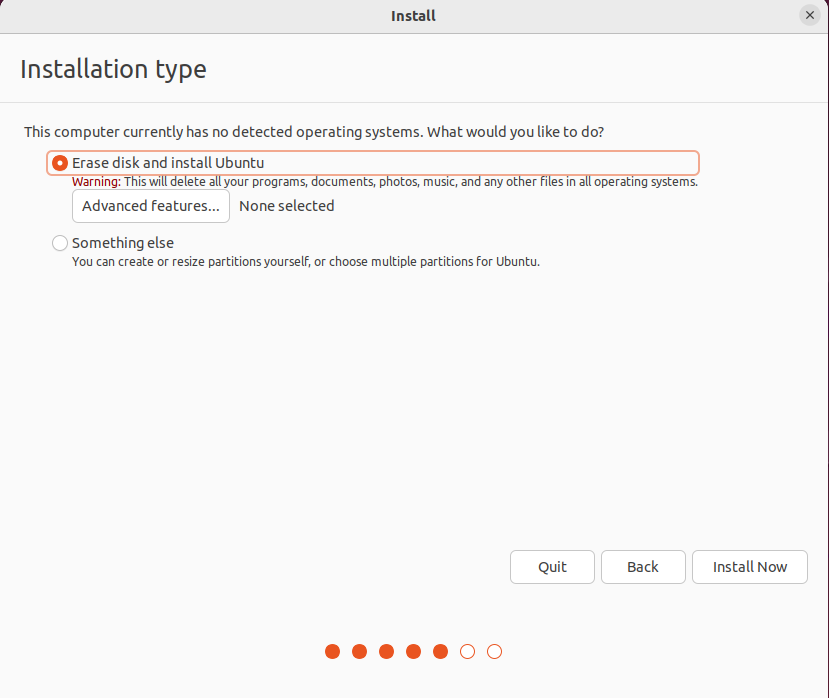 Install
Installation type
This computer currently has no detected operating systems. What would you like to do?
Erase disk and install Ubuntu
Warning: This will delete all your programs, documents, photos, music, and any other files in all operating systems.
Advanced features... None selected
Something else
You can create or resize partitions yourself, or choose multiple partitions for Ubuntu.
Quit Back Install Now